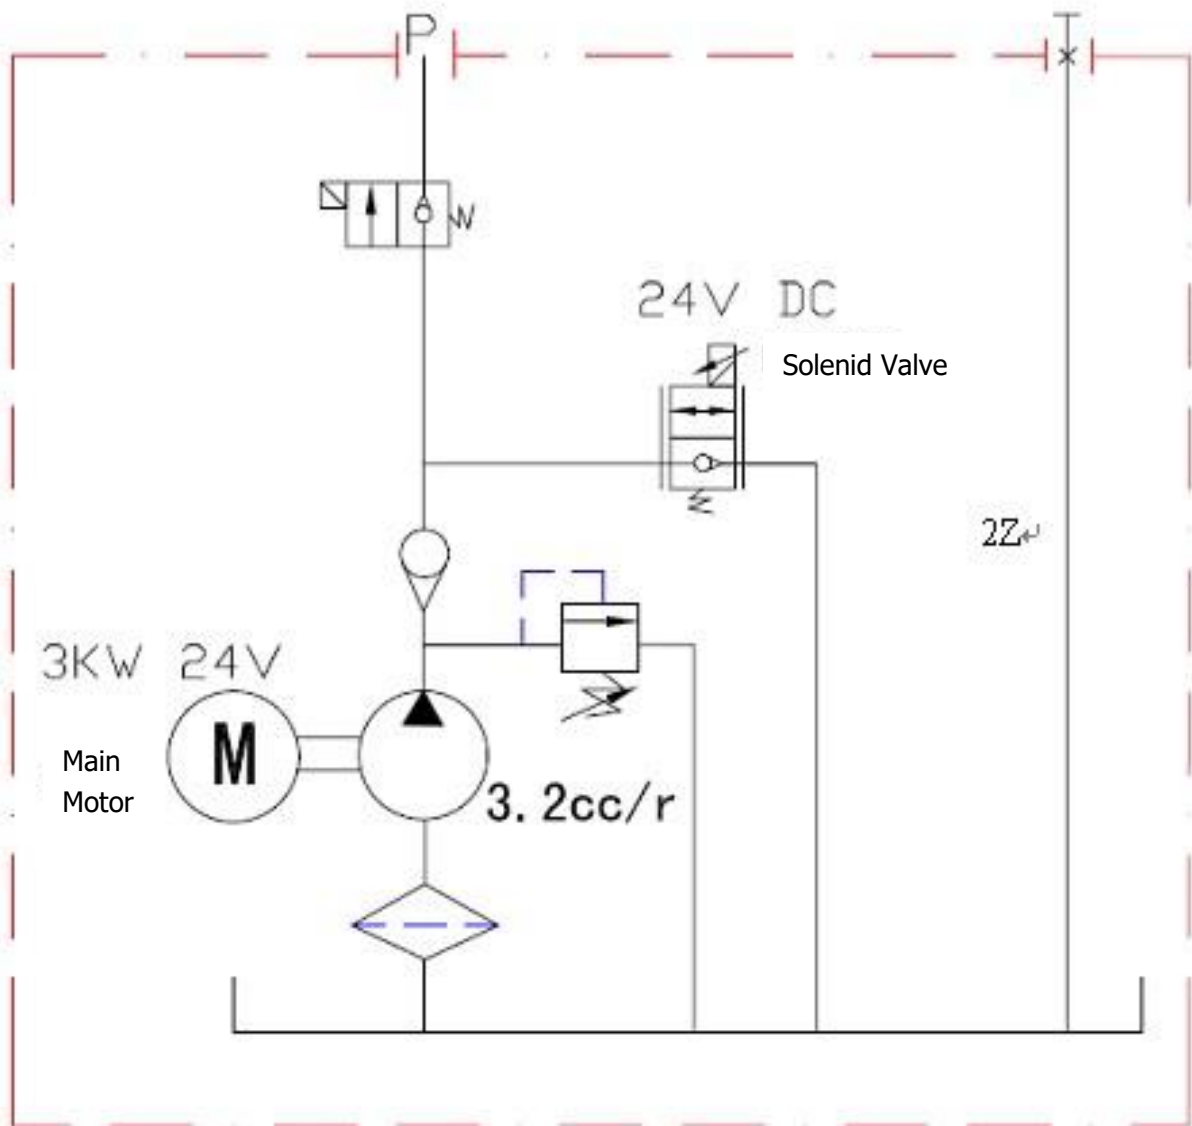 P
T
24V DC
Solenid Valve
2Z↵
3KW 24V
M
Main
Motor
3.2cc/r